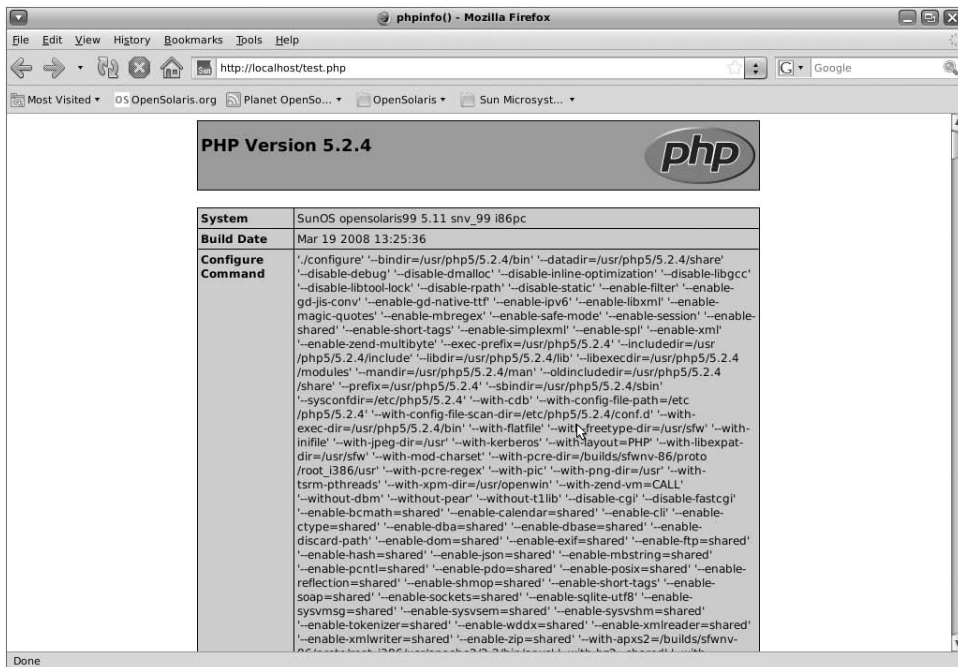 phpinfo() - Mozilla Firefox
File Edit View History Bookmarks Tools Help
Sun http://localhost/test.php G Google
Most Visited OS OpenSolaris.org Planet OpenSo... OpenSolaris Sun Microsyst...
PHP Version 5.2.4
php
System SunOS opensolaris99 5.11 snv_99 i86pc
Build Date Mar 19 2008 13:25:36
Configure './configure' '--bindir=/usr/php5/5.2.4/bin' '--datadir=/usr/php5/5.2.4/share'
Command '--disable-debug' '--disable-dmalloc' '--disable-inline-optimization' '--disable-libgcc'
'--disable-libtool-lock' '--disable-rpath' '--disable-static' '--enable-filter' '--enable-
gd-jis-conv' '--enable-gd-native-ttf' '--enable-ipv6' '--enable-libxml' '--enable-
magic-quotes' '--enable-mbregex' '--enable-safe-mode' '--enable-session' '--enable-
shared' '--enable-short-tags' '--enable-simplexml' '--enable-spl' '--enable-xml'
'--enable-zend-multibyte' '--exec-prefix=/usr/php5/5.2.4' '--includedir=/usr
/php5/5.2.4/include' '--libdir=/usr/php5/5.2.4/lib' '--libexecdir=/usr/php5/5.2.4
/modules' '--mandir=/usr/php5/5.2.4/man' '--oldincludedir=/usr/php5/5.2.4
/share' '--prefix=/usr/php5/5.2.4' '--sbindir=/usr/php5/5.2.4/sbin'
'--sysconfdir=/etc/php5/5.2.4' '--with-cdb' '--with-config-file-path=/etc
/php5/5.2.4' '--with-config-file-scan-dir=/etc/php5/5.2.4/conf.d' '--with-
exec-dir=/usr/php5/5.2.4/bin' '--with-flatfile' '--with-freetype-dir=/usr/sfw' '--with-
inifile' '--with-jpeg-dir=/usr' '--with-kerberos' '--with-layout=PHP' '--with-libexpat-
dir=/usr/sfw' '--with-mod-charset' '--with-pcre-dir=/builds/sfwnv-86/proto
/root_i386/usr' '--with-pcre-regex' '--with-pic' '--with-png-dir=/usr' '--with-
tsrm-pthreads' '--with-xpm-dir=/usr/openwin' '--with-zend-vm=CALL'
'--without-dbm' '--without-pear' '--without-t1lib' '--disable-cgi' '--disable-fastcgi'
'--enable-bcmath=shared' '--enable-calendar=shared' '--enable-cli' '--enable-
ctype=shared' '--enable-dba=shared' '--enable-dbase=shared' '--enable-
discard-path' '--enable-dom=shared' '--enable-exif=shared' '--enable-ftp=shared'
'--enable-hash=shared' '--enable-json=shared' '--enable-mbstring=shared'
'--enable-pcntl=shared' '--enable-pdo=shared' '--enable-posix=shared' '--enable-
reflection=shared' '--enable-shmop=shared' '--enable-short-tags' '--enable-
soap=shared' '--enable-sockets=shared' '--enable-sqlite-utf8' '--enable-
sysvmsg=shared' '--enable-sysvsem=shared' '--enable-sysvshm=shared'
'--enable-tokenizer=shared' '--enable-wddx=shared' '--enable-xmlreader=shared'
'--enable-xmlwriter=shared' '--enable-zip=shared' '--with-apxs2=/builds/sfwnv-
Done